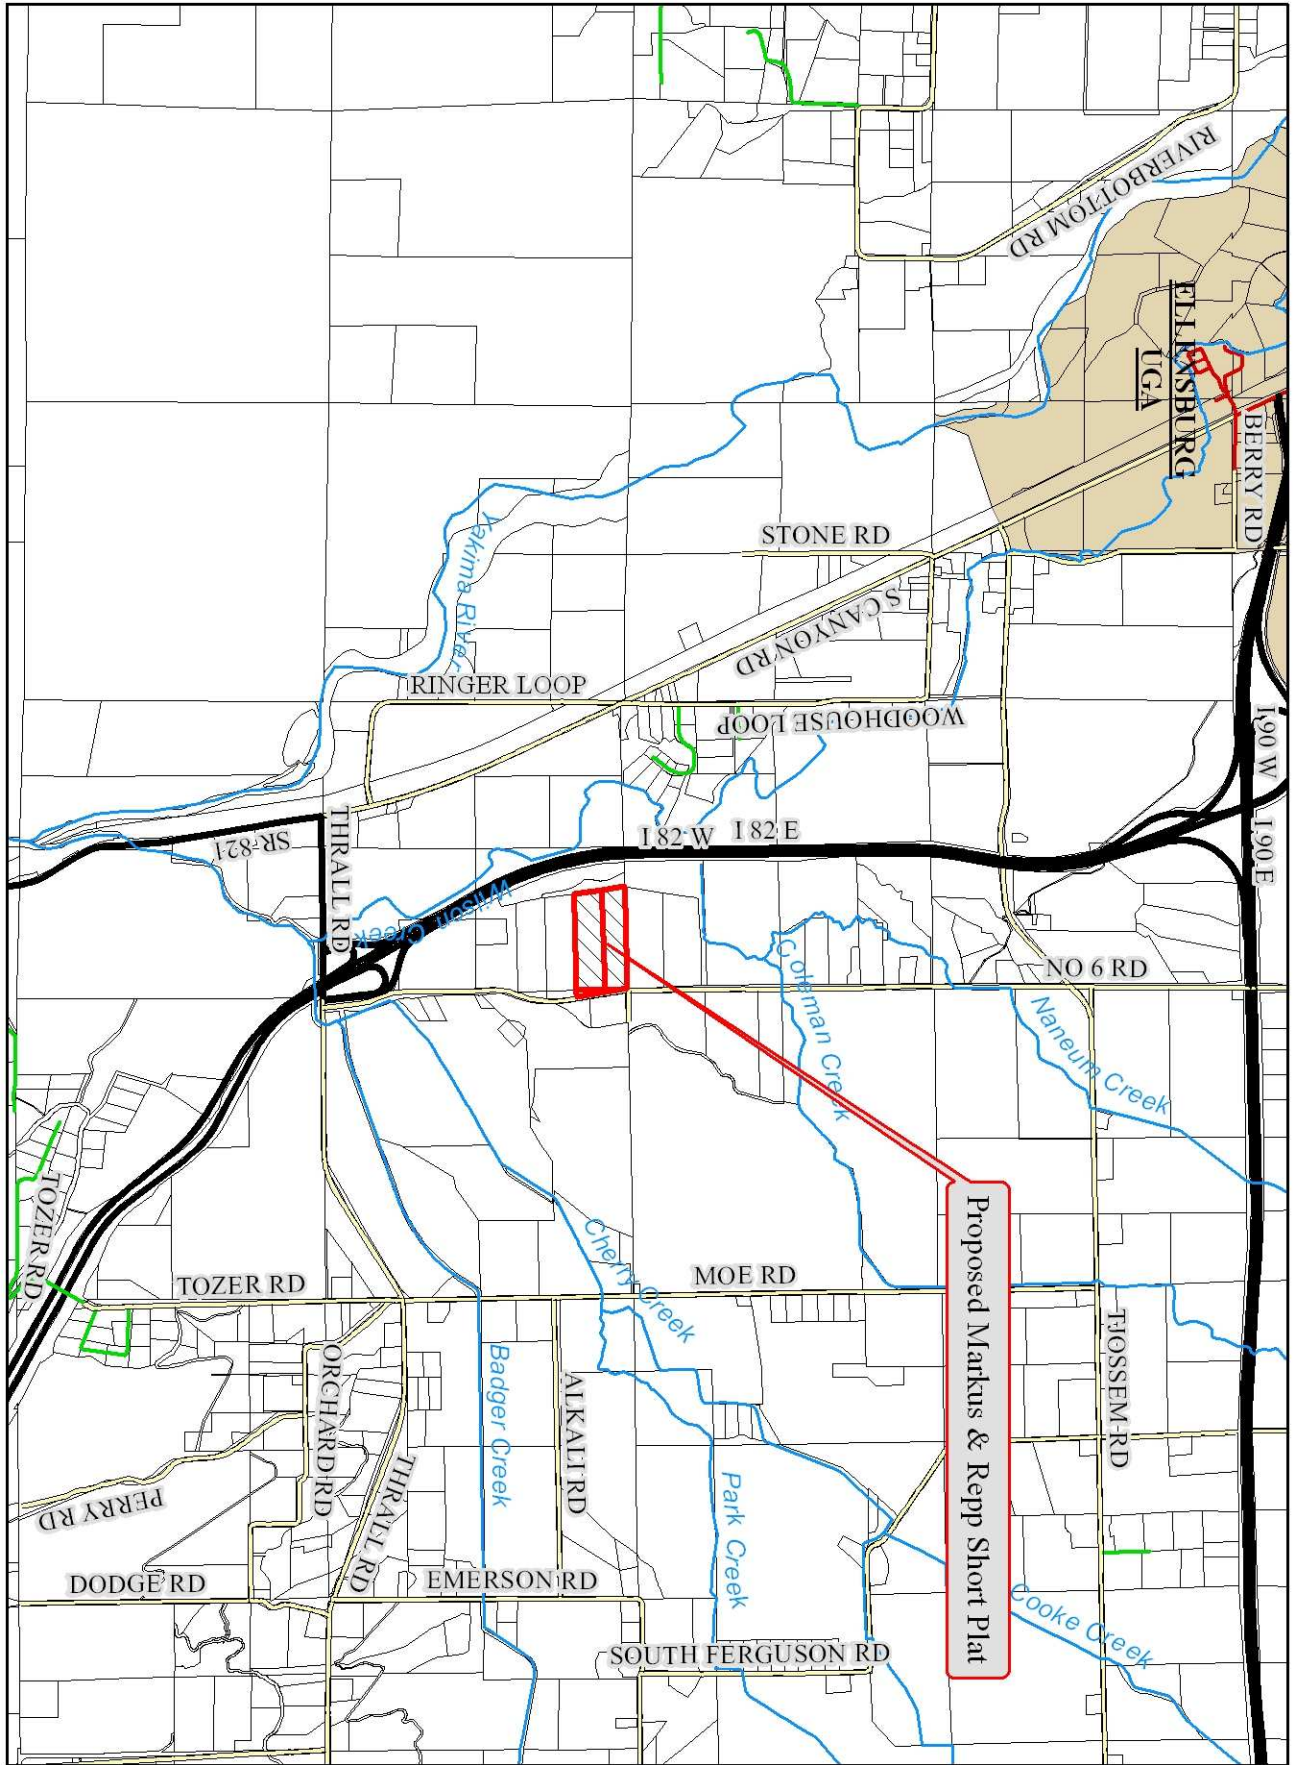 RIVERBOTTOM RD
ELLENSBURG
UGA
BERRY RD
STONE RD
S CANYON RD
Yakima River
RINGER LOOP
WOODHOUSE LOOP
I 90 W
I 90 E
I 82 W
I 82 E
SR-821
THRALL RD
Wilson Creek
NO 6 RD
Coleman Creek
Naneum Creek
Proposed Markus & Repp Short Plat
TOZER RD
TOZER RD
Cherry Creek
MOE RD
TJOSSEM RD
ORCHARD RD
Badger Creek
ALKALI RD
PERRY RD
THRALL RD
Park Creek
DODGE RD
EMERSON RD
Cooke Creek
SOUTH FERGUSON RD